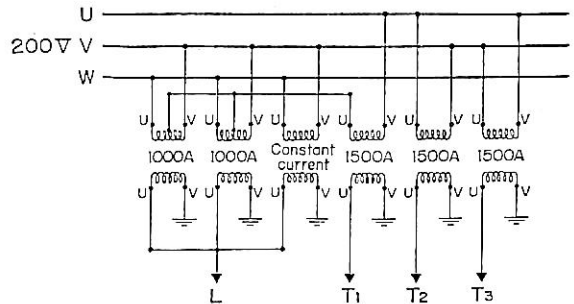 U
200V V
W
U V U V U V U V U V U V
1000A 1000A Constant current 1500A 1500A 1500A
U V U V U V U V U V U V
L T1 T2 T3